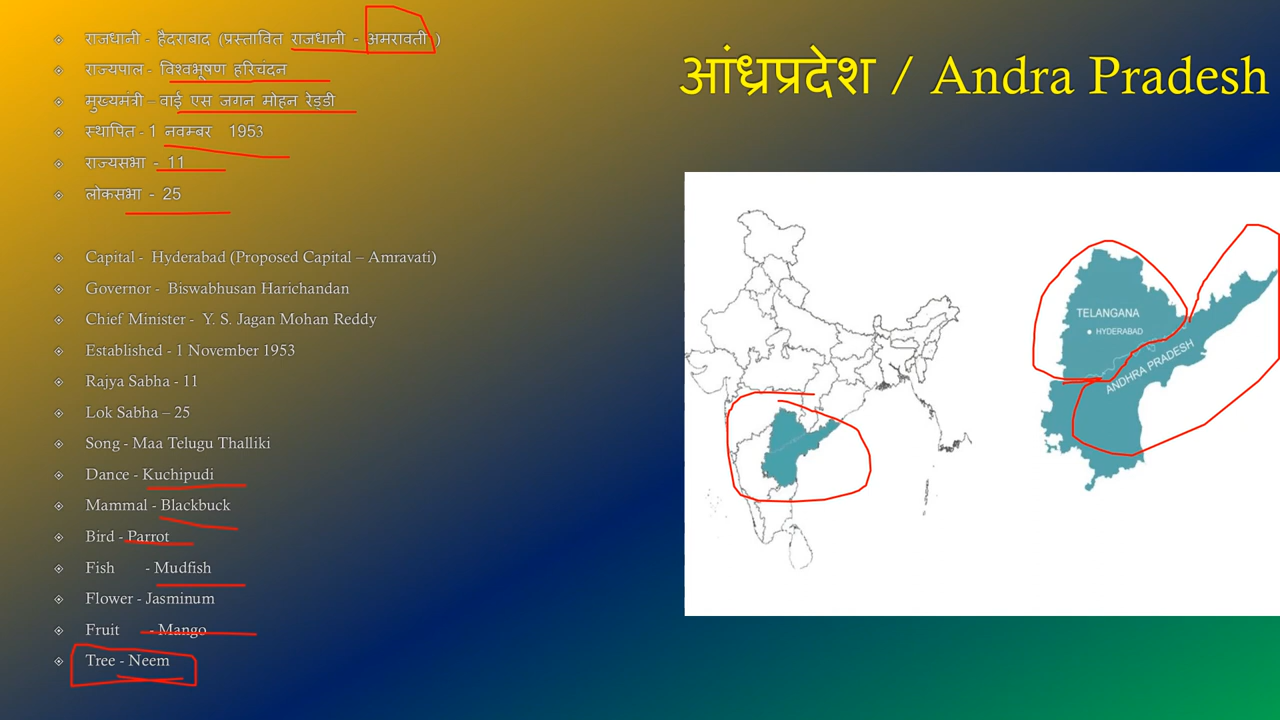 आंध्रप्रदेश / Andra Pradesh
राजधानी - हैदराबाद (प्रस्तावित राजधानी - अमरावती )
राज्यपाल - विश्वभूषण हरिचंदन
मुख्यमंत्री – वाई एस जगन मोहन रेड्डी
स्थापित - 1 नवम्बर 1953
राज्यसभा - 11
लोकसभा - 25
Capital - Hyderabad (Proposed Capital – Amravati)
Governor - Biswabhusan Harichandan
Chief Minister - Y. S. Jagan Mohan Reddy
Established - 1 November 1953
Rajya Sabha - 11
Lok Sabha – 25
Song - Maa Telugu Thalliki
Dance - Kuchipudi
Mammal - Blackbuck
Bird - Parrot
Fish - Mudfish
Flower - Jasminum
Fruit - Mango
Tree - Neem
TELANGANA
HYDERABAD
ANDHRA PRADESH